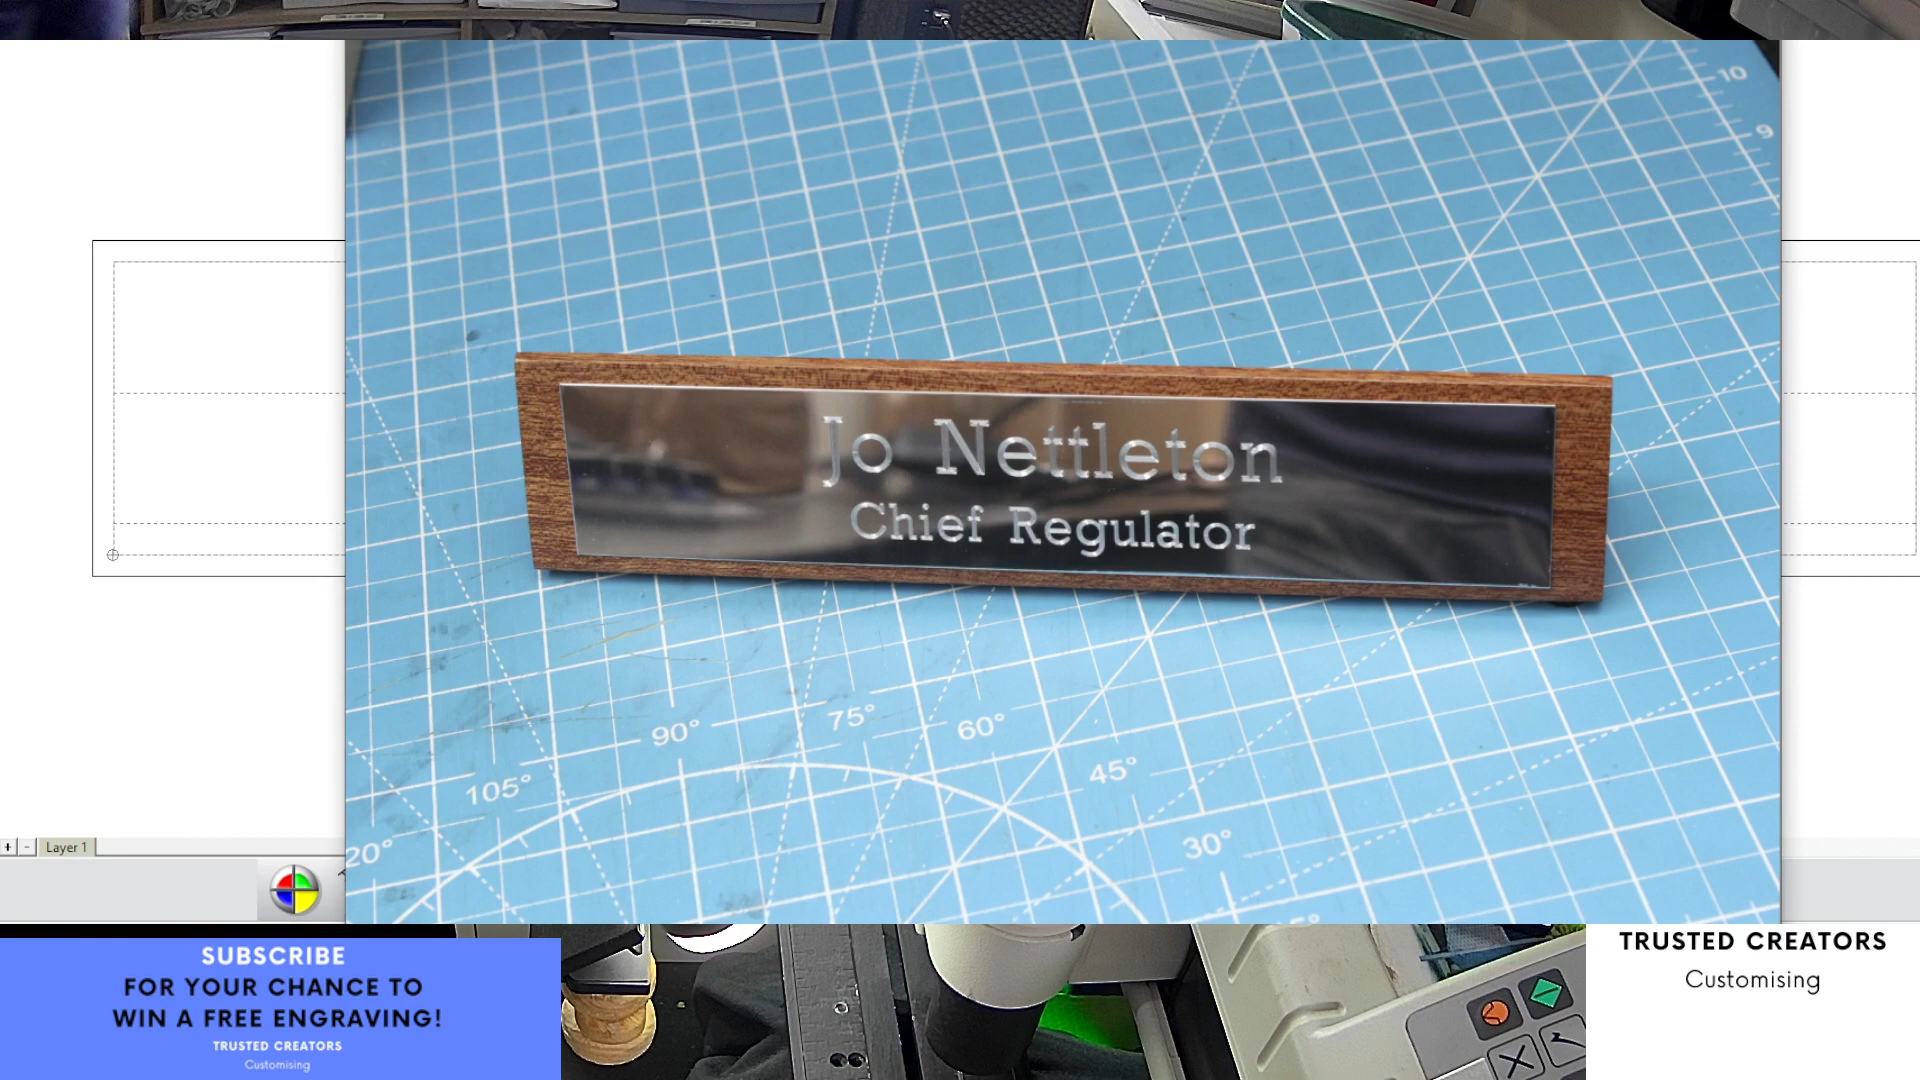 10
9
Jo Nettleton
Chief Regulator
90°
75°
60°
105°
45°
30°
20°
+ - Layer 1
SUBSCRIBE
FOR YOUR CHANCE TO
WIN A FREE ENGRAVING!
TRUSTED CREATORS
Customising
TRUSTED CREATORS
Customising